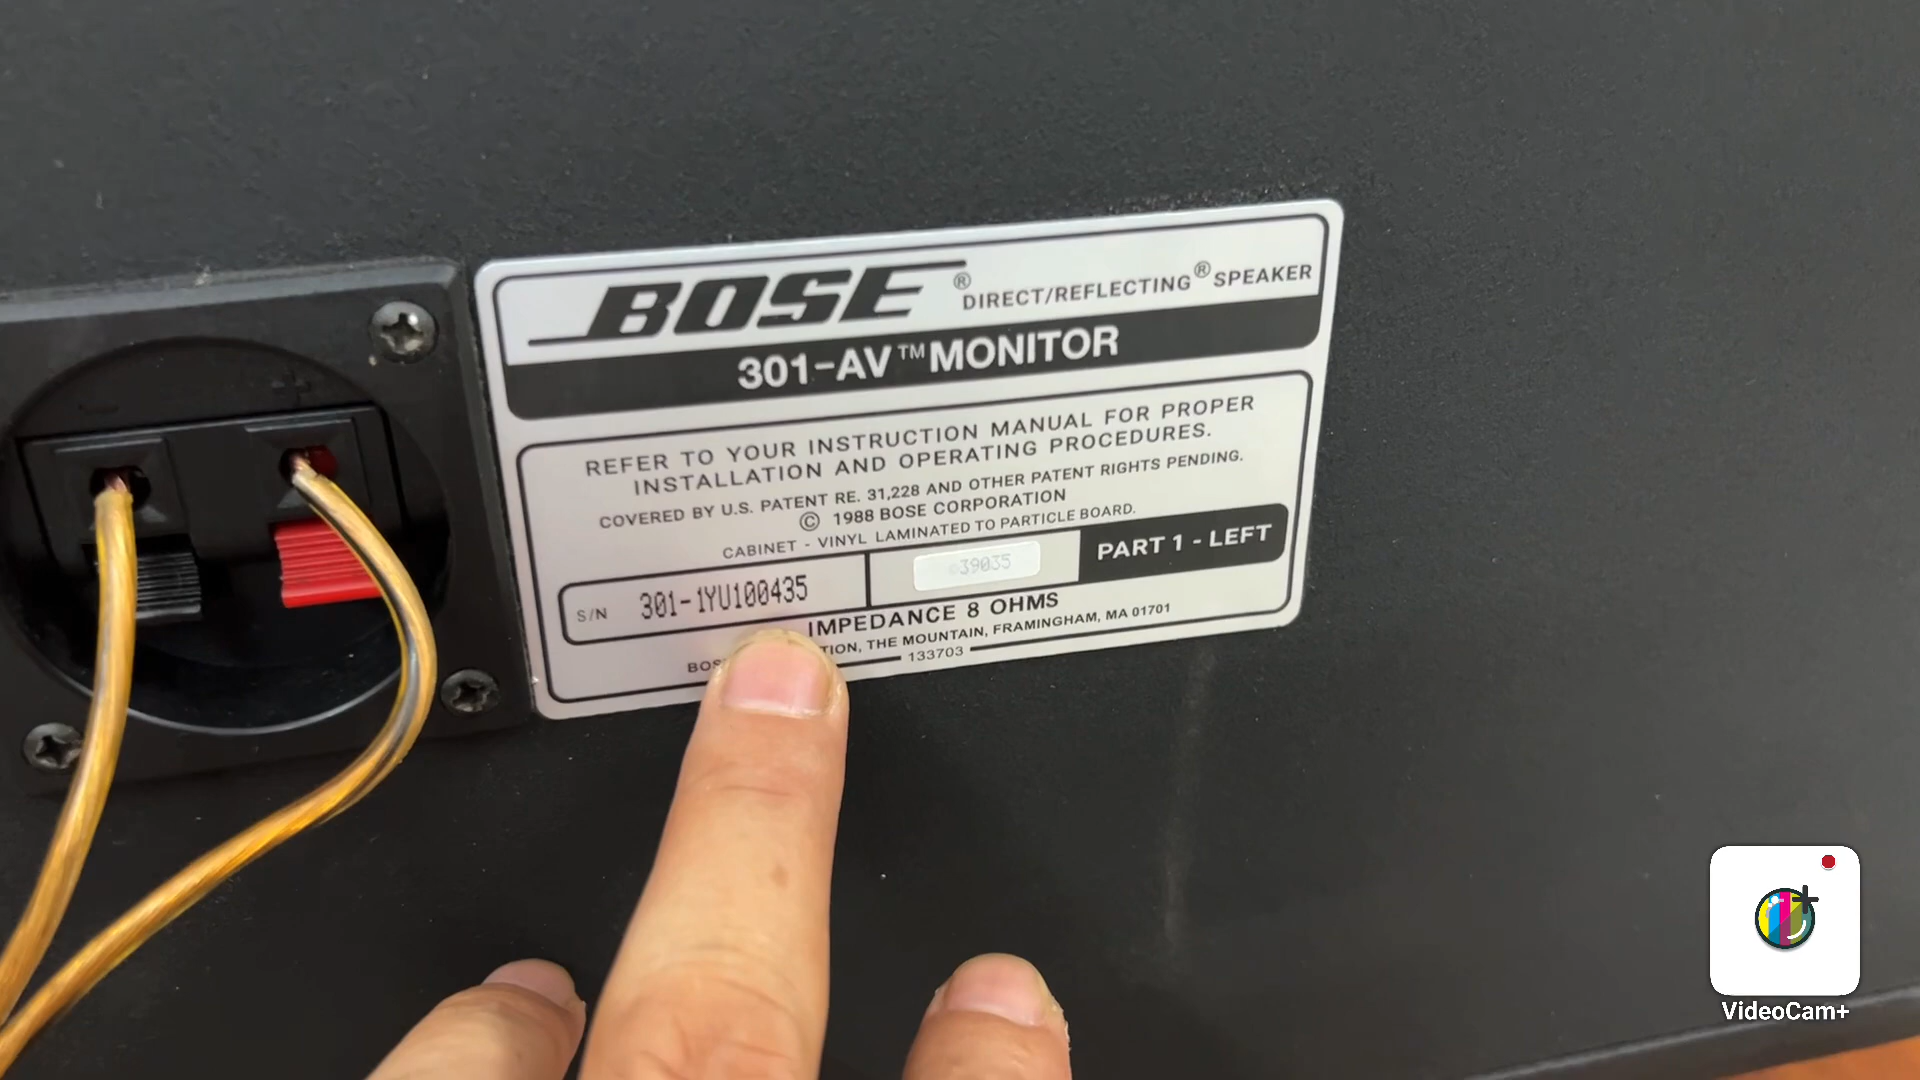 BOSE® DIRECT/REFLECTING® SPEAKER
301-AV™ MONITOR
REFER TO YOUR INSTRUCTION MANUAL FOR PROPER
INSTALLATION AND OPERATING PROCEDURES.
COVERED BY U.S. PATENT RE. 31,228 AND OTHER PATENT RIGHTS PENDING.
© 1988 BOSE CORPORATION
CABINET - VINYL LAMINATED TO PARTICLE BOARD.
S/N 301-1YU100435 39035 PART 1 - LEFT
IMPEDANCE 8 OHMS
THE MOUNTAIN, FRAMINGHAM, MA 01701
133703
VideoCam+